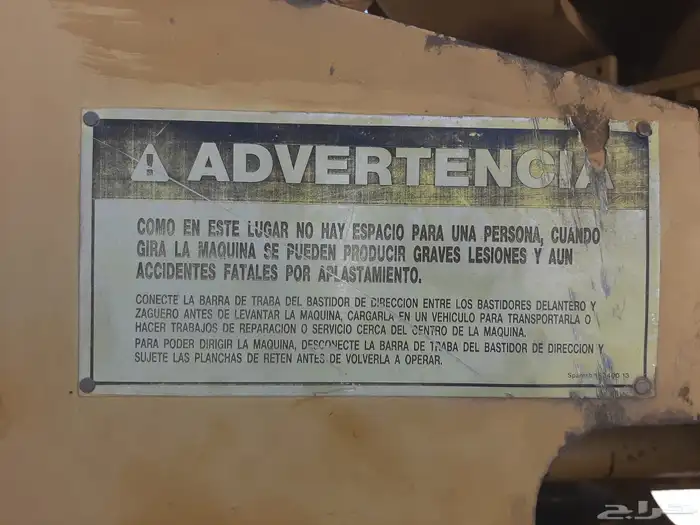 ADVERTENCIA
COMO EN ESTE LUGAR NO HAY ESPACIO PARA UNA PERSONA, CUANDO
GIRA LA MAQUINA SE PUEDEN PRODUCIR GRAVES LESIONES Y AUN
ACCIDENTES FATALES POR APLASTAMIENTO.
CONECTE LA BARRA DE TRABA DEL BASTIDOR DE DIRECCION ENTRE LOS BASTIDORES DELANTERO Y
ZAGUERO ANTES DE LEVANTAR LA MAQUINA, CARGARLA EN UN VEHICULO PARA TRANSPORTARLA O
HACER TRABAJOS DE REPARACION O SERVICIO CERCA DEL CENTRO DE LA MAQUINA.
PARA PODER DIRIGIR LA MAQUINA, DESCONECTE LA BARRA DE TRABA DEL BASTIDOR DE DIRECCION Y
SUJETE LAS PLANCHAS DE RETEN ANTES DE VOLVERLA A OPERAR.
Spanish
حراج